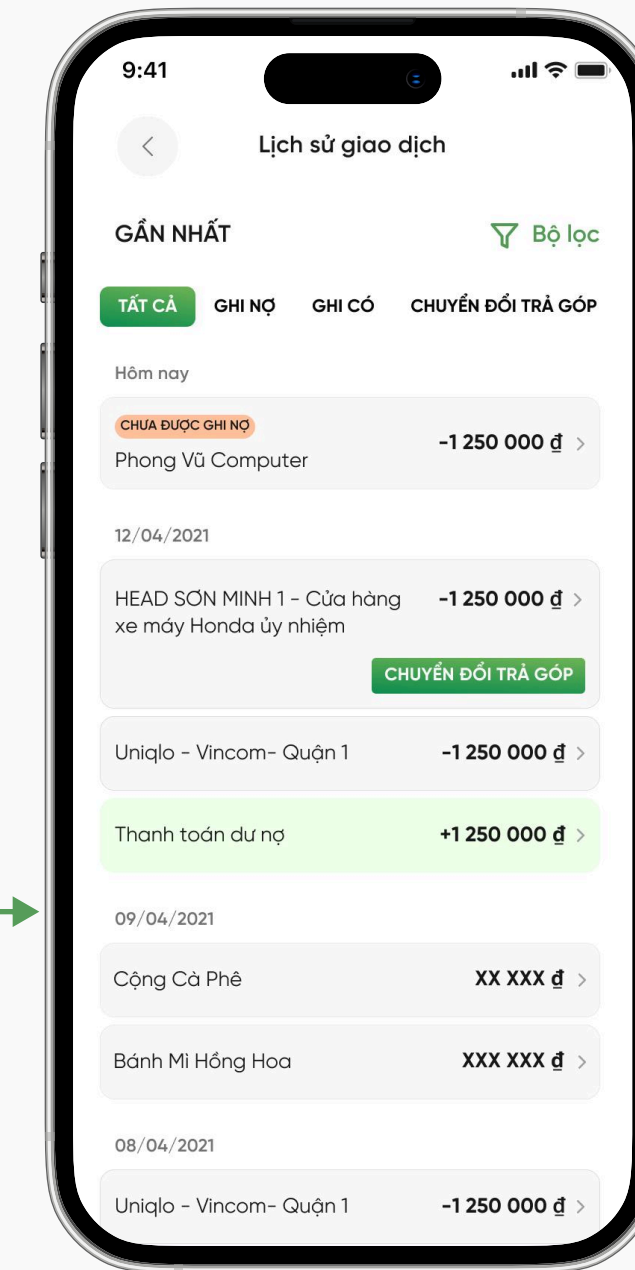 9:41
Lịch sử giao dịch
GẦN NHẤT
Bộ lọc
TẤT CẢ GHI NỢ GHI CÓ CHUYỂN ĐỔI TRẢ GÓP
Hôm nay
CHƯA ĐƯỢC GHI NỢ
Phong Vũ Computer
-1 250 000 ₫
12/04/2021
HEAD SƠN MINH 1 - Cửa hàng
xe máy Honda ủy nhiệm
-1 250 000 ₫
CHUYỂN ĐỔI TRẢ GÓP
Uniqlo - Vincom- Quận 1
-1 250 000 ₫
Thanh toán dư nợ
+1 250 000 ₫
09/04/2021
Cộng Cà Phê
XX XXX ₫
Bánh Mì Hồng Hoa
XXX XXX ₫
08/04/2021
Uniqlo - Vincom- Quận 1
-1 250 000 ₫